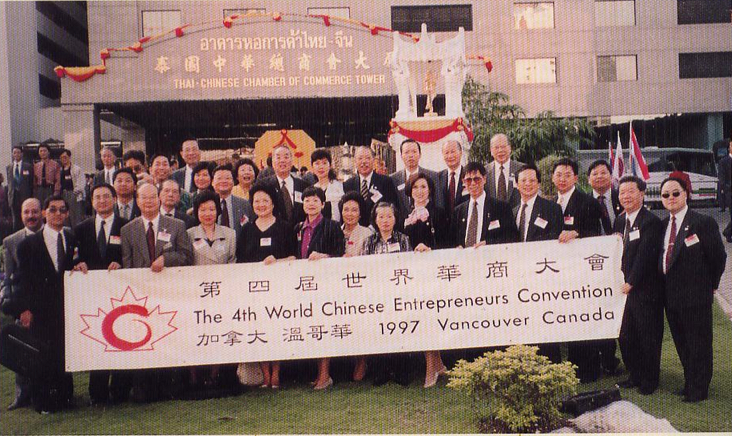 อาคารหอการค้าไทย-จีน
泰國中華總商會大厦
THAI-CHINESE CHAMBER OF COMMERCE TOWER
第四屆世界華商大會
The 4th World Chinese Entrepreneurs Convention
加拿大 溫哥華 1997 Vancouver Canada